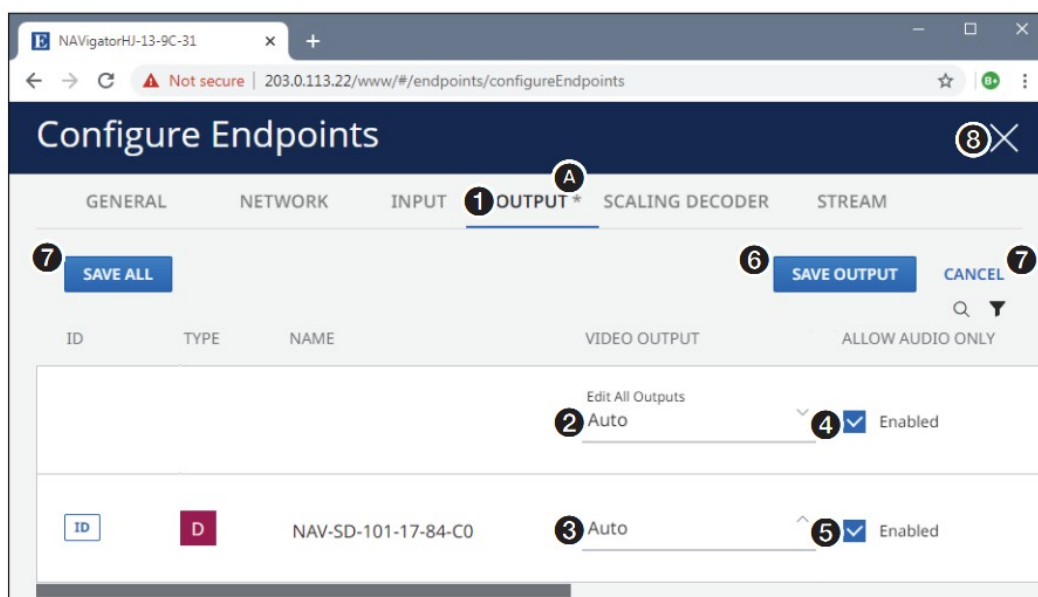 E NAVigatorHJ-13-9C-31 × +
Not secure | 203.0.113.22/www/#/endpoints/configureEndpoints B+
Configure Endpoints 8
A
GENERAL NETWORK INPUT 1 OUTPUT * SCALING DECODER STREAM
7 SAVE ALL 6 SAVE OUTPUT CANCEL 7
ID TYPE NAME VIDEO OUTPUT ALLOW AUDIO ONLY
Edit All Outputs
2 Auto 4 Enabled
ID D NAV-SD-101-17-84-C0 3 Auto 5 Enabled